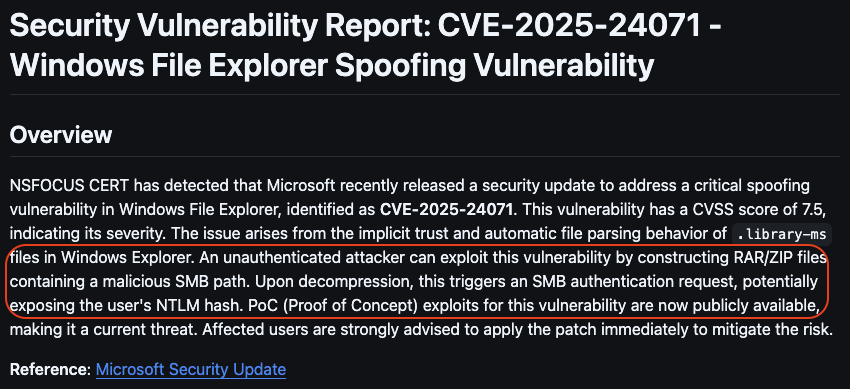 Security Vulnerability Report: CVE-2025-24071 -
Windows File Explorer Spoofing Vulnerability
Overview
NSFOCUS CERT has detected that Microsoft recently released a security update to address a critical spoofing
vulnerability in Windows File Explorer, identified as CVE-2025-24071. This vulnerability has a CVSS score of 7.5,
indicating its severity. The issue arises from the implicit trust and automatic file parsing behavior of .library-ms
files in Windows Explorer. An unauthenticated attacker can exploit this vulnerability by constructing RAR/ZIP files
containing a malicious SMB path. Upon decompression, this triggers an SMB authentication request, potentially
exposing the user's NTLM hash. PoC (Proof of Concept) exploits for this vulnerability are now publicly available,
making it a current threat. Affected users are strongly advised to apply the patch immediately to mitigate the risk.
Reference: Microsoft Security Update